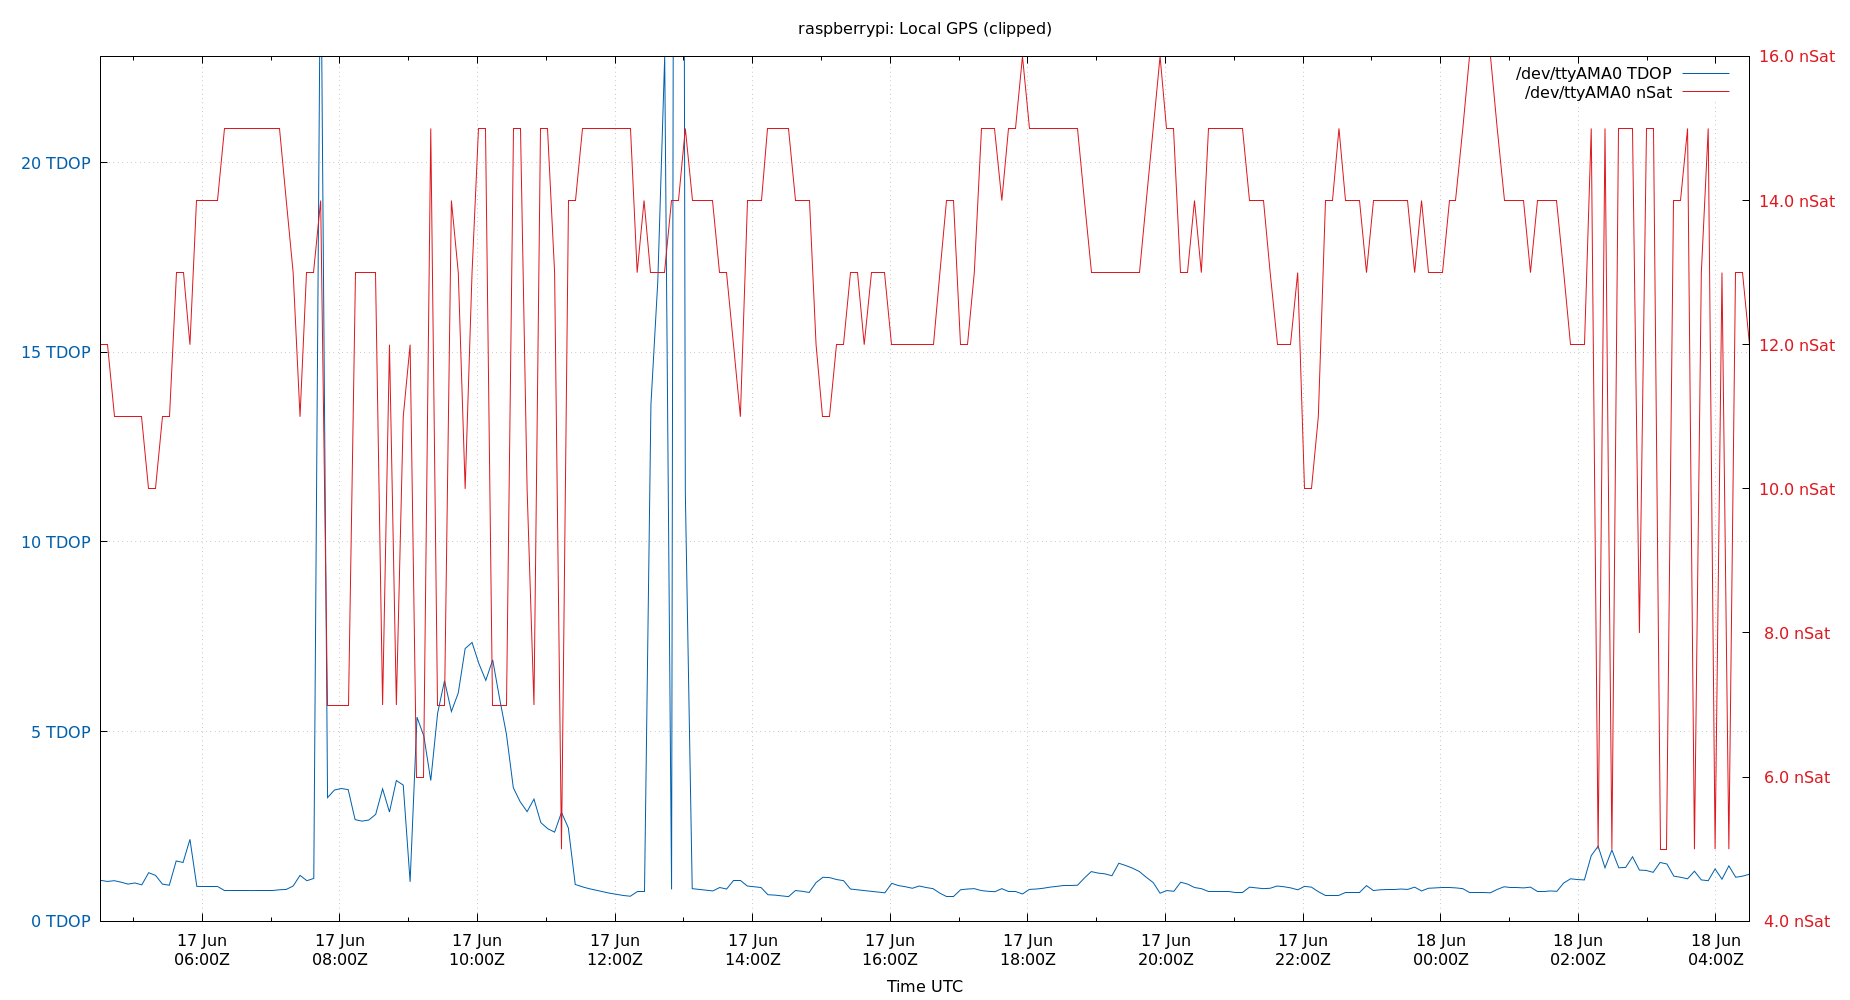 raspberrypi: Local GPS (clipped)
16.0 nSat
/dev/ttyAMA0 TDOP
/dev/ttyAMA0 nSat
20 TDOP
14.0 nSat
15 TDOP
12.0 nSat
10.0 nSat
10 TDOP
8.0 nSat
5 TDOP
6.0 nSat
0 TDOP
4.0 nSat
17 Jun
06:00Z
17 Jun
08:00Z
17 Jun
10:00Z
17 Jun
12:00Z
17 Jun
14:00Z
17 Jun
16:00Z
17 Jun
18:00Z
17 Jun
20:00Z
17 Jun
22:00Z
18 Jun
00:00Z
18 Jun
02:00Z
18 Jun
04:00Z
Time UTC